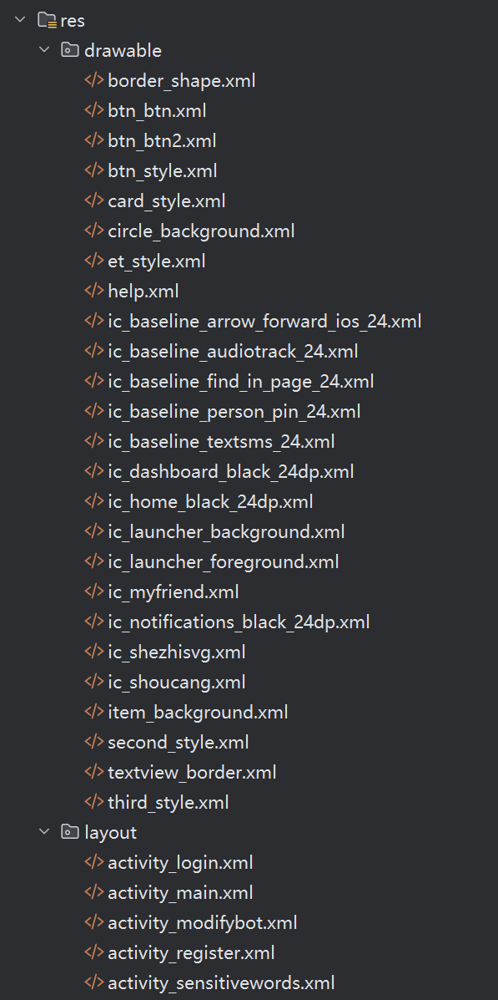 res
drawable
border_shape.xml
btn_btn.xml
btn_btn2.xml
btn_style.xml
card_style.xml
circle_background.xml
et_style.xml
help.xml
ic_baseline_arrow_forward_ios_24.xml
ic_baseline_audiotrack_24.xml
ic_baseline_find_in_page_24.xml
ic_baseline_person_pin_24.xml
ic_baseline_textsms_24.xml
ic_dashboard_black_24dp.xml
ic_home_black_24dp.xml
ic_launcher_background.xml
ic_launcher_foreground.xml
ic_myfriend.xml
ic_notifications_black_24dp.xml
ic_shezhisvg.xml
ic_shoucang.xml
item_background.xml
second_style.xml
textview_border.xml
third_style.xml
layout
activity_login.xml
activity_main.xml
activity_modifybot.xml
activity_register.xml
activity_sensitivewords.xml